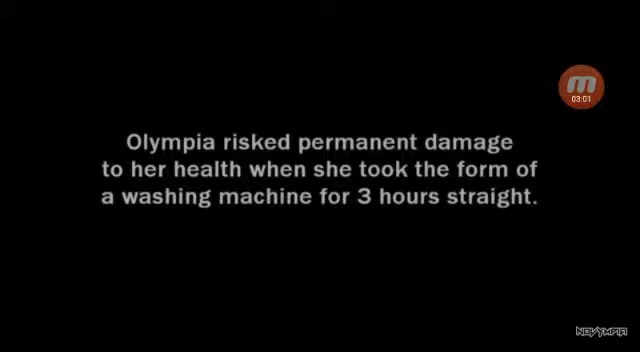 Olympia risked permanent damage
to her health when she took the form of
a washing machine for 3 hours straight.
03:01
NOVYMPIA